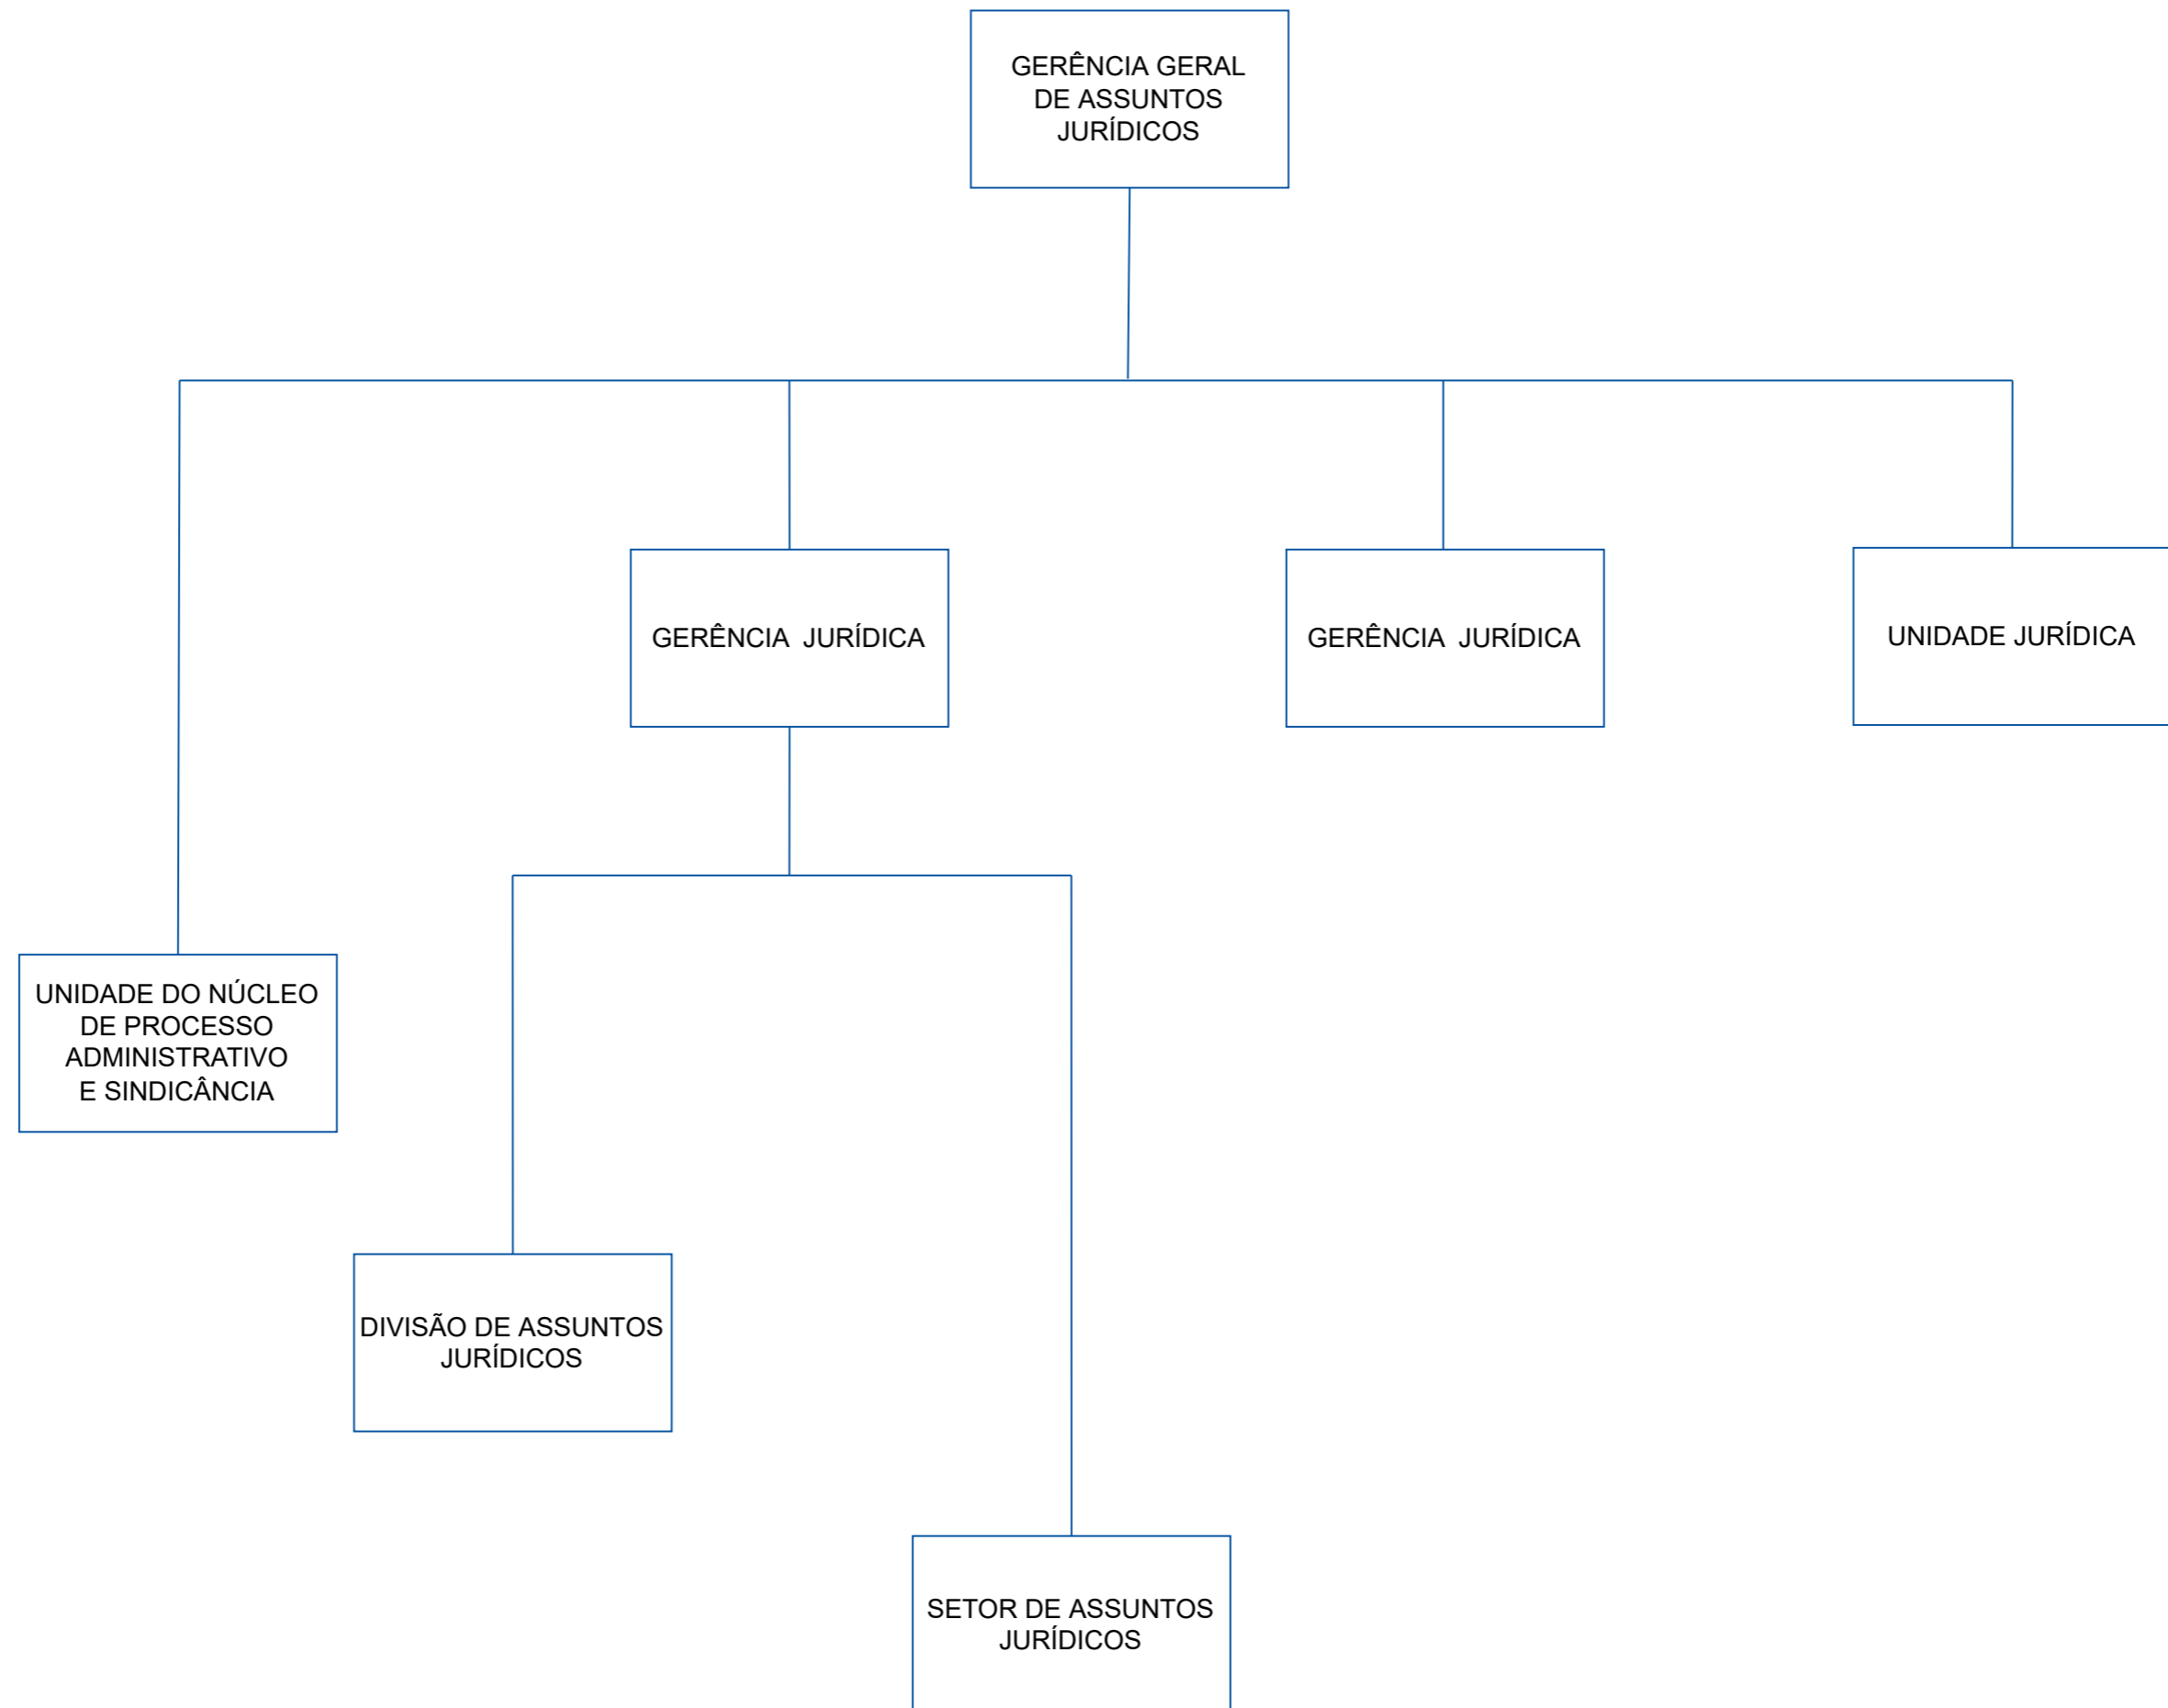 GERÊNCIA GERAL
DE ASSUNTOS
JURÍDICOS
GERÊNCIA  JURÍDICA
GERÊNCIA  JURÍDICA
UNIDADE JURÍDICA
UNIDADE DO NÚCLEO
DE PROCESSO
ADMINISTRATIVO
E SINDICÂNCIA
DIVISÃO DE ASSUNTOS
JURÍDICOS
SETOR DE ASSUNTOS
JURÍDICOS